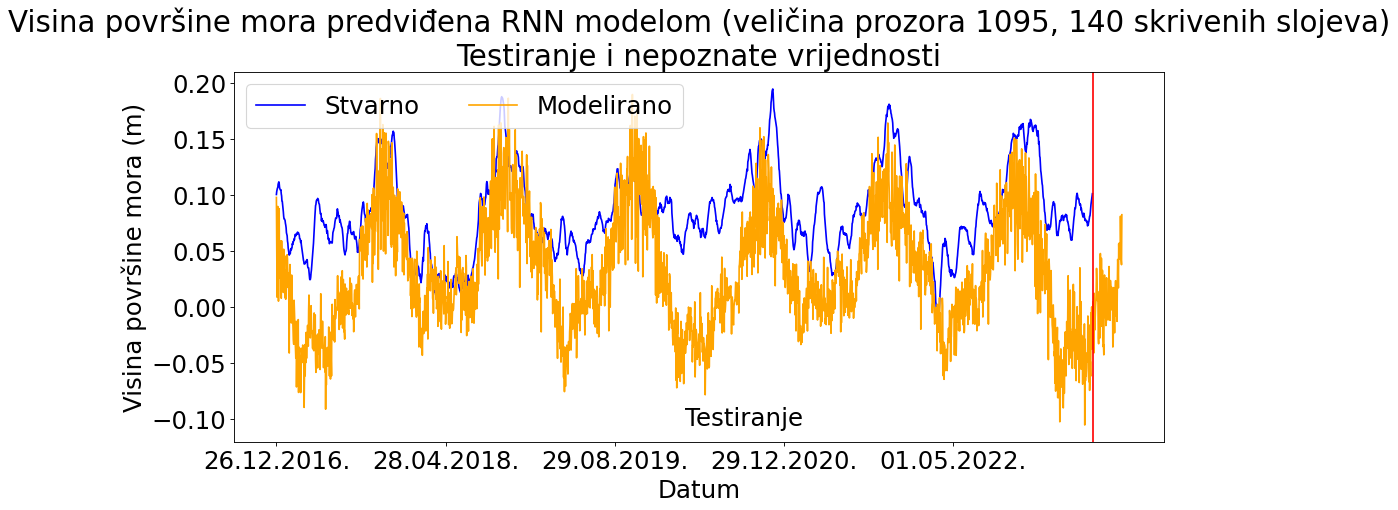 Visina površine mora predviđena RNN modelom (veličina prozora 1095, 140 skrivenih slojeva)
Testiranje i nepoznate vrijednosti
Stvarno Modelirano
Visina površine mora (m)
0.20
0.15
0.10
0.05
0.00
−0.05
−0.10
Testiranje
26.12.2016. 28.04.2018. 29.08.2019. 29.12.2020. 01.05.2022.
Datum